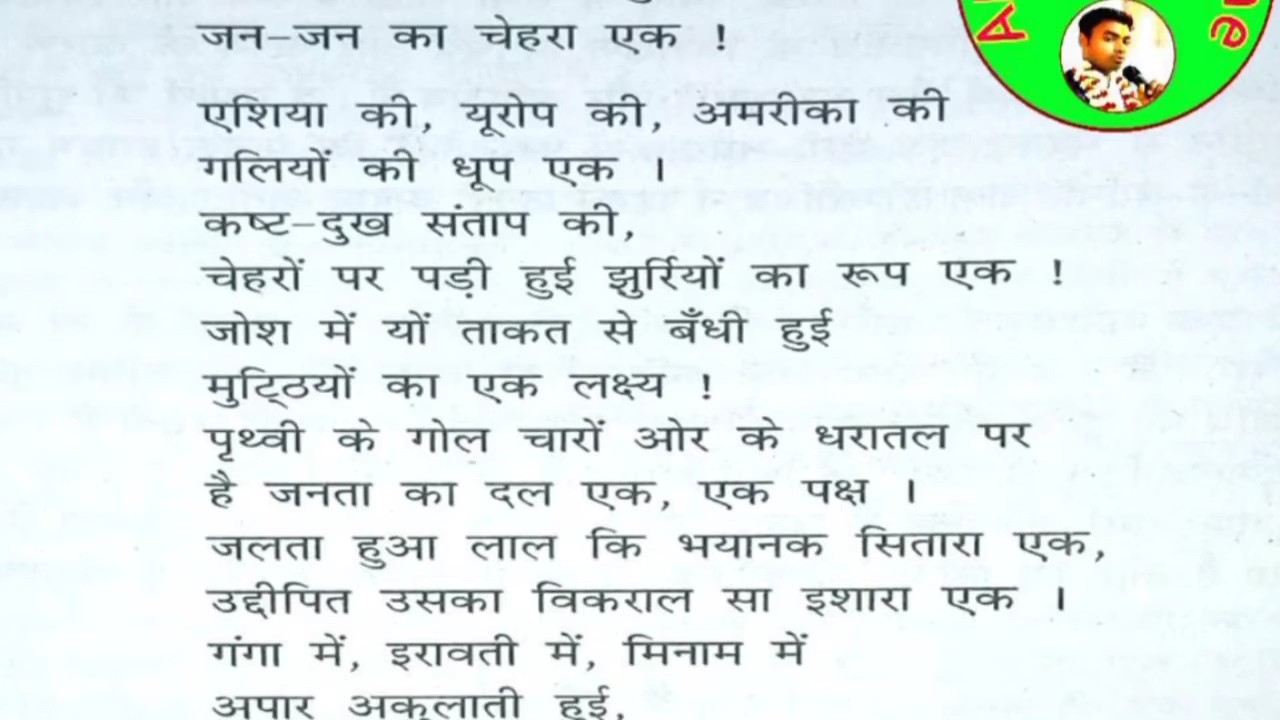 जन–जन का चेहरा एक !
एशिया की, यूरोप की, अमरीका की
गलियों की धूप एक ।
कष्ट–दुख संताप की,
चेहरों पर पड़ी हुई झुर्रियों का रूप एक !
जोश में यों ताकत से बँधी हुई
मुट्ठियों का एक लक्ष्य !
पृथ्वी के गोल चारों ओर के धरातल पर
है जनता का दल एक, एक पक्ष ।
जलता हुआ लाल कि भयानक सितारा एक,
उद्दीपित उसका विकराल सा इशारा एक ।
गंगा में, इरावती में, मिनाम में
अपार अकुलाती हुई,